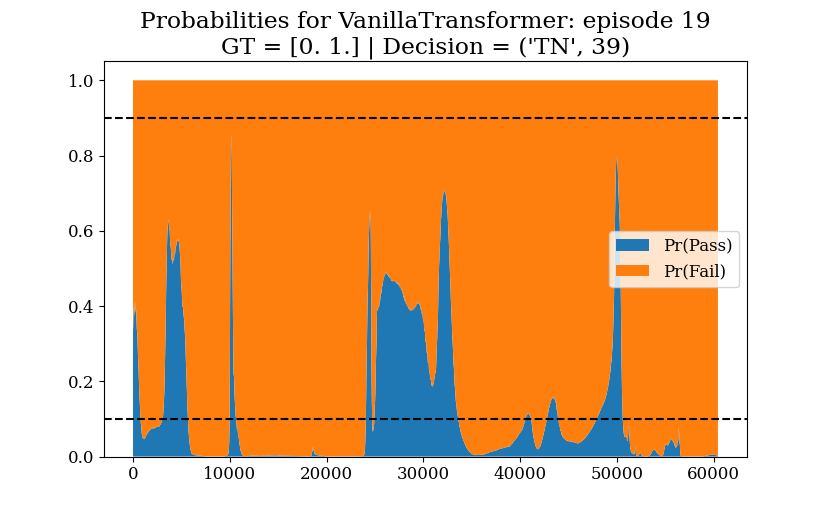 Probabilities for VanillaTransformer: episode 19
GT = [0. 1.] | Decision = ('TN', 39)
1.0
0.8
0.6
0.4
0.2
0.0
Pr(Pass)
Pr(Fail)
0 10000 20000 30000 40000 50000 60000